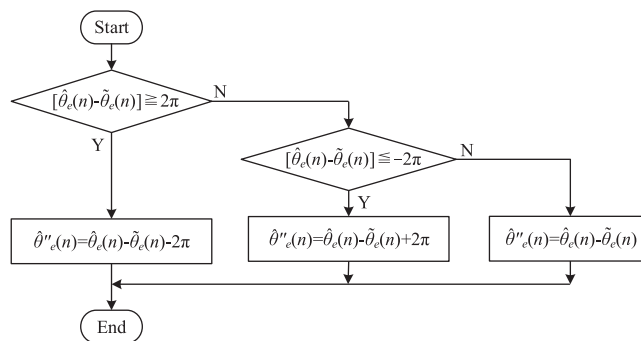 Start
[θ̂ₑ(n)-θ̃ₑ(n)]≧2π
N
Y
[θ̂ₑ(n)-θ̃ₑ(n)]≦-2π
N
Y
θ̂″ₑ(n)=θ̂ₑ(n)-θ̃ₑ(n)-2π
θ̂″ₑ(n)=θ̂ₑ(n)-θ̃ₑ(n)+2π
θ̂″ₑ(n)=θ̂ₑ(n)-θ̃ₑ(n)
End